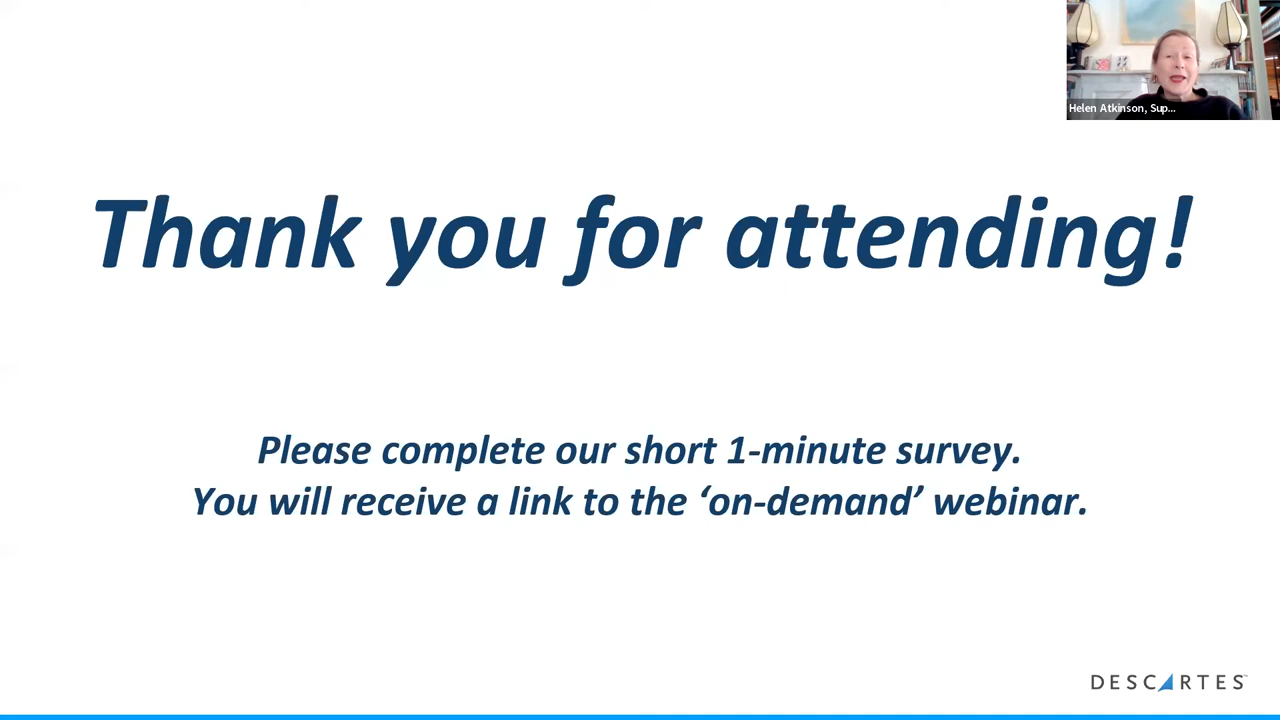 Helen Atkinson, Sup...
Thank you for attending!
Please complete our short 1-minute survey.
You will receive a link to the ‘on-demand’ webinar.
DESCARTES™